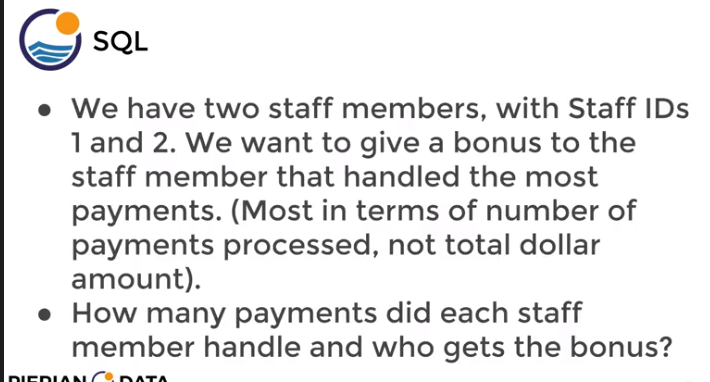 SQL
● We have two staff members, with Staff IDs
1 and 2. We want to give a bonus to the
staff member that handled the most
payments. (Most in terms of number of
payments processed, not total dollar
amount).
● How many payments did each staff
member handle and who gets the bonus?
PIERIAN DATA